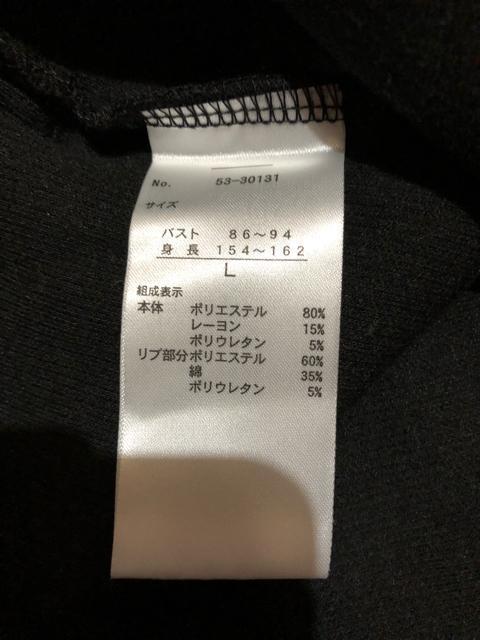 No. 53-30131
サイズ
バスト 86～94
身長 154～162
L
組成表示
本体 ポリエステル 80%
レーヨン 15%
ポリウレタン 5%
リブ部分 ポリエステル 60%
綿 35%
ポリウレタン 5%